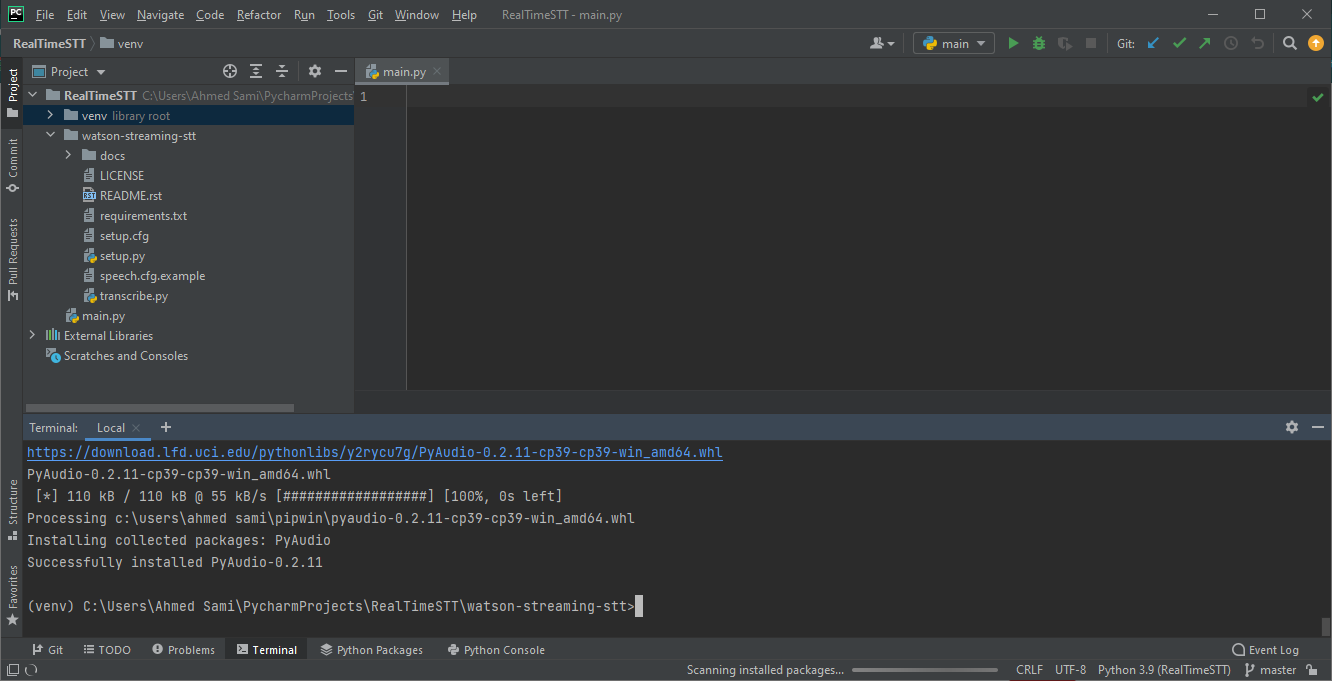 PC File Edit View Navigate Code Refactor Run Tools Git Window Help RealTimeSTT - main.py
RealTimeSTT venv main Git:
Project main.py
Project
RealTimeSTT C:\Users\Ahmed Sami\PycharmProjects\
1
venv library root
watson-streaming-stt
Commit
docs
LICENSE
RST README.rst
requirements.txt
setup.cfg
Pull Requests
setup.py
speech.cfg.example
transcribe.py
main.py
External Libraries
Scratches and Consoles
Terminal: Local +
https://download.lfd.uci.edu/pythonlibs/y2rycu7g/PyAudio-0.2.11-cp39-cp39-win_amd64.whl
PyAudio-0.2.11-cp39-cp39-win_amd64.whl
[*] 110 kB / 110 kB @ 55 kB/s [##################] [100%, 0s left]
Processing c:\users\ahmed sami\pipwin\pyaudio-0.2.11-cp39-cp39-win_amd64.whl
Installing collected packages: PyAudio
Successfully installed PyAudio-0.2.11
(venv) C:\Users\Ahmed Sami\PycharmProjects\RealTimeSTT\watson-streaming-stt>
Structure
Favorites
Git TODO Problems Terminal Python Packages Python Console Event Log
Scanning installed packages... CRLF UTF-8 Python 3.9 (RealTimeSTT) master